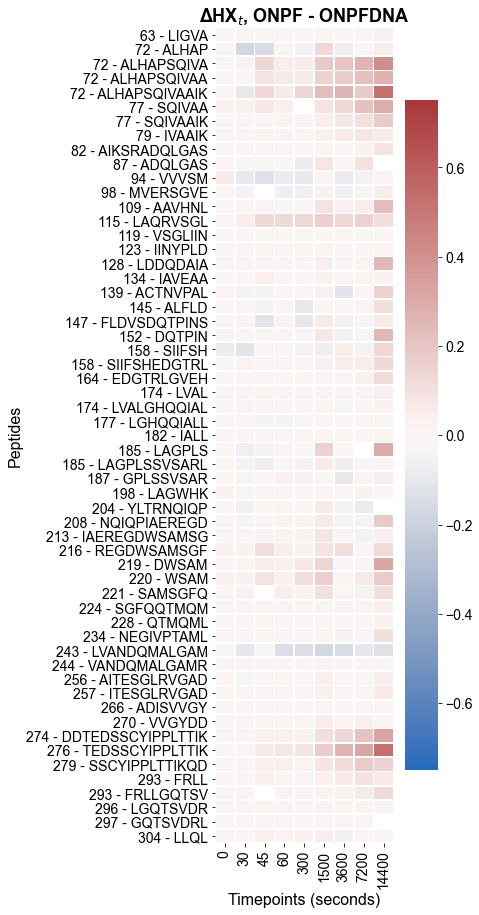 ΔHXt, ONPF - ONPFDNA
63 - LIGVA
72 - ALHAP
72 - ALHAPSQIVA
72 - ALHAPSQIVAA
72 - ALHAPSQIVAAIK
77 - SQIVAA
77 - SQIVAAIK
79 - IVAAIK
82 - AIKSRADQLGAS
87 - ADQLGAS
94 - VVVSM
98 - MVERSGVE
109 - AAVHNL
115 - LAQRVSGL
119 - VSGLIIN
123 - IINYPLD
128 - LDDQDAIA
134 - IAVEAA
139 - ACTNVPAL
145 - ALFLD
147 - FLDVSDQTPINS
152 - DQTPIN
158 - SIIFSH
158 - SIIFSHEDGTRL
164 - EDGTRLGVEH
174 - LVAL
174 - LVALGHQQIAL
177 - LGHQQIALL
182 - IALL
185 - LAGPLS
185 - LAGPLSSVSARL
187 - GPLSSVSAR
198 - LAGWHK
204 - YLTRNQIQP
208 - NQIQPIAEREGD
213 - IAEREGDWSAMSG
216 - REGDWSAMSGF
219 - DWSAM
220 - WSAM
221 - SAMSGFQ
224 - SGFQQTMQM
228 - QTMQML
234 - NEGIVPTAML
243 - LVANDQMALGAM
244 - VANDQMALGAMR
256 - AITESGLRVGAD
257 - ITESGLRVGAD
266 - ADISVVGY
270 - VVGYDD
274 - DDTEDSSCYIPPLTTIK
276 - TEDSSCYIPPLTTIK
279 - SSCYIPPLTTIKQD
293 - FRLL
293 - FRLLGQTSV
296 - LGQTSVDR
297 - GQTSVDRL
304 - LLQL
Peptides
0
30
45
60
300
1500
3600
7200
14400
Timepoints (seconds)
0.6
0.4
0.2
0.0
−0.2
−0.4
−0.6